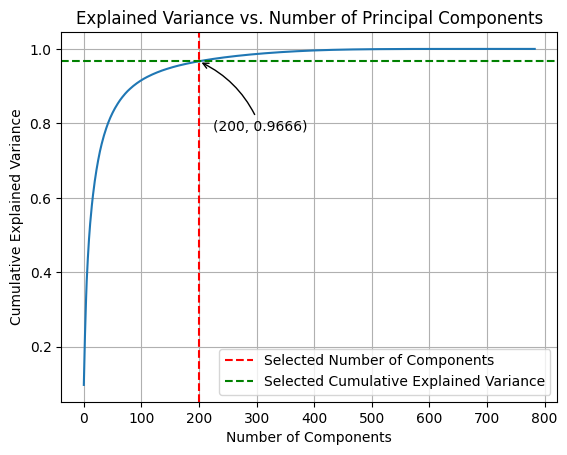 Explained Variance vs. Number of Principal Components
Cumulative Explained Variance
1.0
0.8
0.6
0.4
0.2
(200, 0.9666)
Selected Number of Components
Selected Cumulative Explained Variance
0 100 200 300 400 500 600 700 800
Number of Components